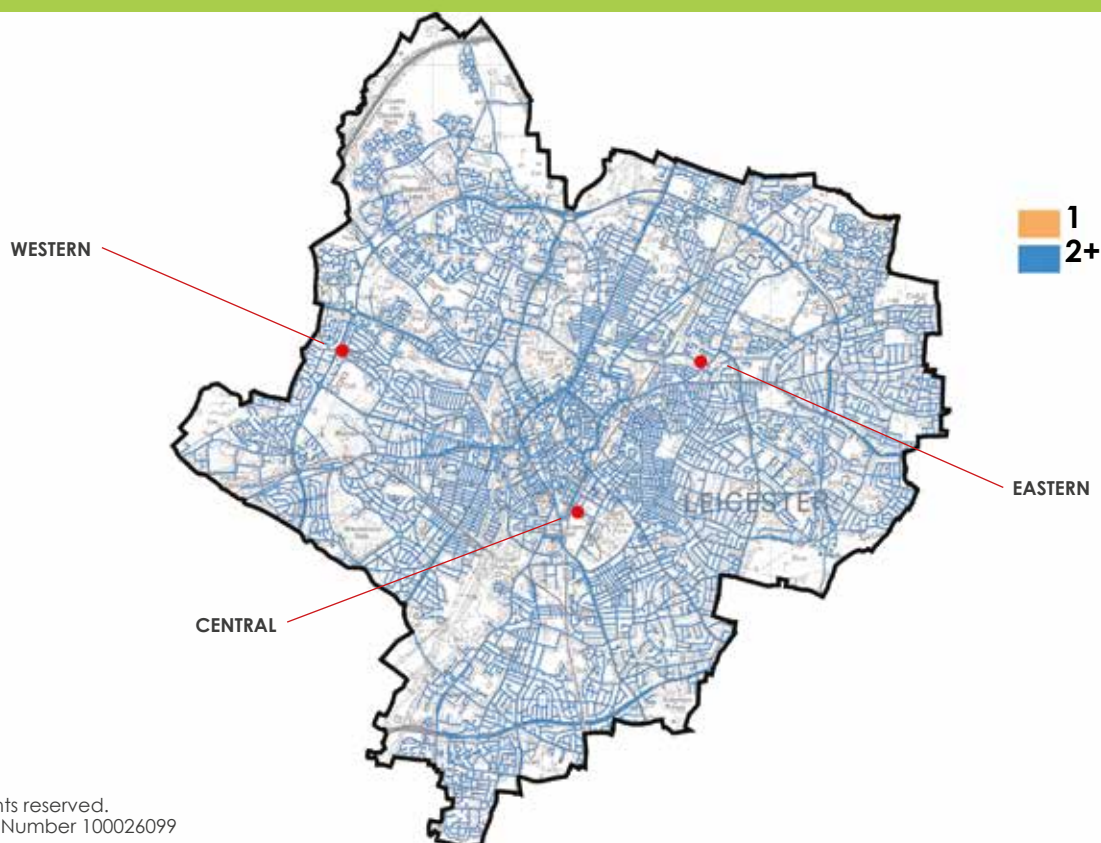 1
2+
WESTERN
EASTERN
LEICESTER
CENTRAL
nts reserved.
Number 100026099